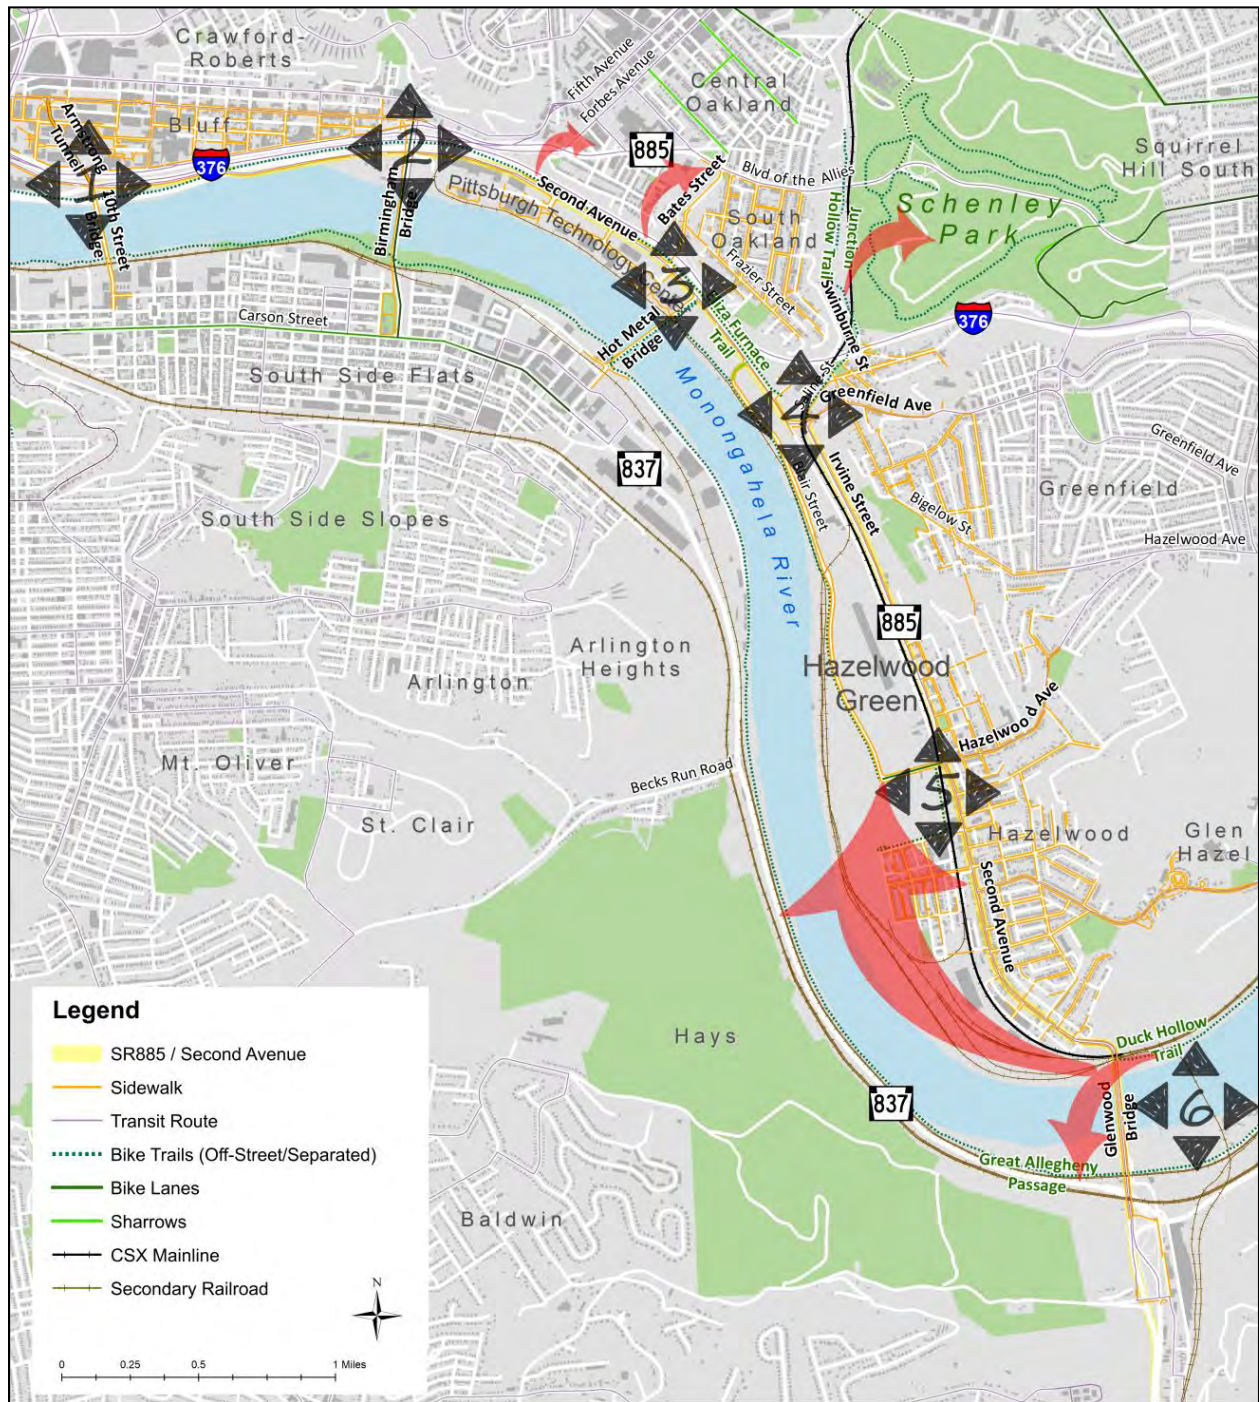 Crawford-
Roberts
Fifth Avenue
Forbes Avenue
Central
Oakland
Bluff
Armstrong
Tunnel
1
10th Street
Bridge
376
2
Birmingham
Bridge
885
Bates Street
Blvd of the Allies
Second Avenue
Pittsburgh Technology Center
South
Oakland
Frazier Street
Junction
Hollow Trail
Schenley
Park
Squirrel
Hill South
3
Eliza Furnace
Trail
Hot Metal
Bridge
Swinburne St
376
Carson Street
South Side Flats
Saline St
4
Greenfield Ave
Greenfield Ave
Monongahela River
837
Blair Street
Irvine Street
Bigelow St
Greenfield
Hazelwood Ave
South Side Slopes
885
Arlington
Heights
Arlington
Hazelwood
Green
Hazelwood Ave
Mt. Oliver
Becks Run Road
5
St. Clair
Hazelwood
Glen
Hazel
Second Avenue
Hays
Duck Hollow
Trail
837
Glenwood
Bridge
6
Great Allegheny
Passage
Baldwin
Legend
SR885 / Second Avenue
Sidewalk
Transit Route
Bike Trails (Off-Street/Separated)
Bike Lanes
Sharrows
CSX Mainline
Secondary Railroad
N
0 0.25 0.5 1 Miles